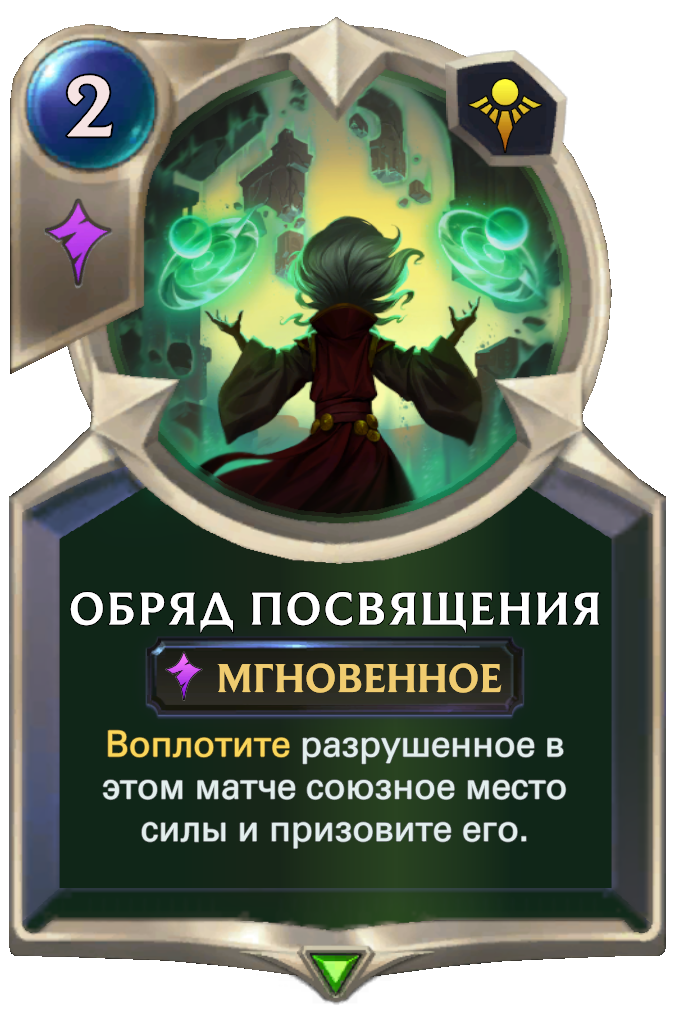 2
ОБРЯД ПОСВЯЩЕНИЯ
МГНОВЕННОЕ
Воплотите разрушенное в
этом матче союзное место
силы и призовите его.